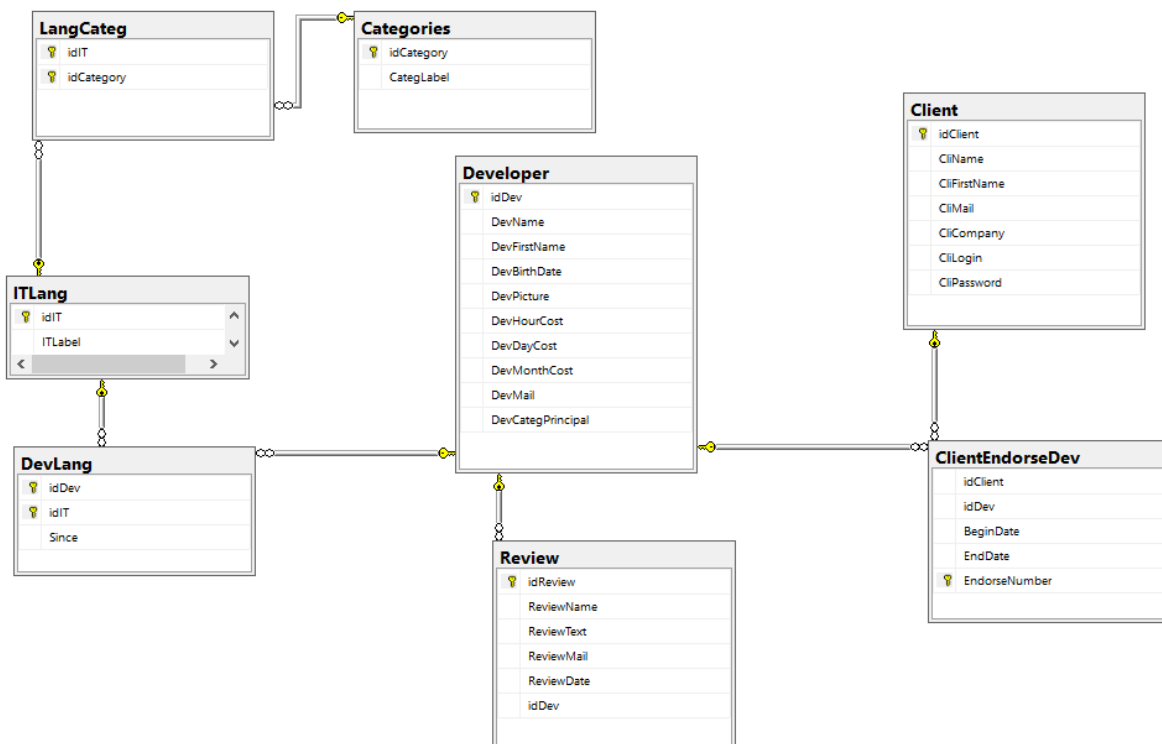 LangCateg
idIT
idCategory
Categories
idCategory
CategLabel
Client
idClient
CliName
CliFirstName
CliMail
CliCompany
CliLogin
CliPassword
Developer
idDev
DevName
DevFirstName
DevBirthDate
DevPicture
DevHourCost
DevDayCost
DevMonthCost
DevMail
DevCategPrincipal
ITLang
idIT
ITLabel
DevLang
idDev
idIT
Since
ClientEndorseDev
idClient
idDev
BeginDate
EndDate
EndorseNumber
Review
idReview
ReviewName
ReviewText
ReviewMail
ReviewDate
idDev